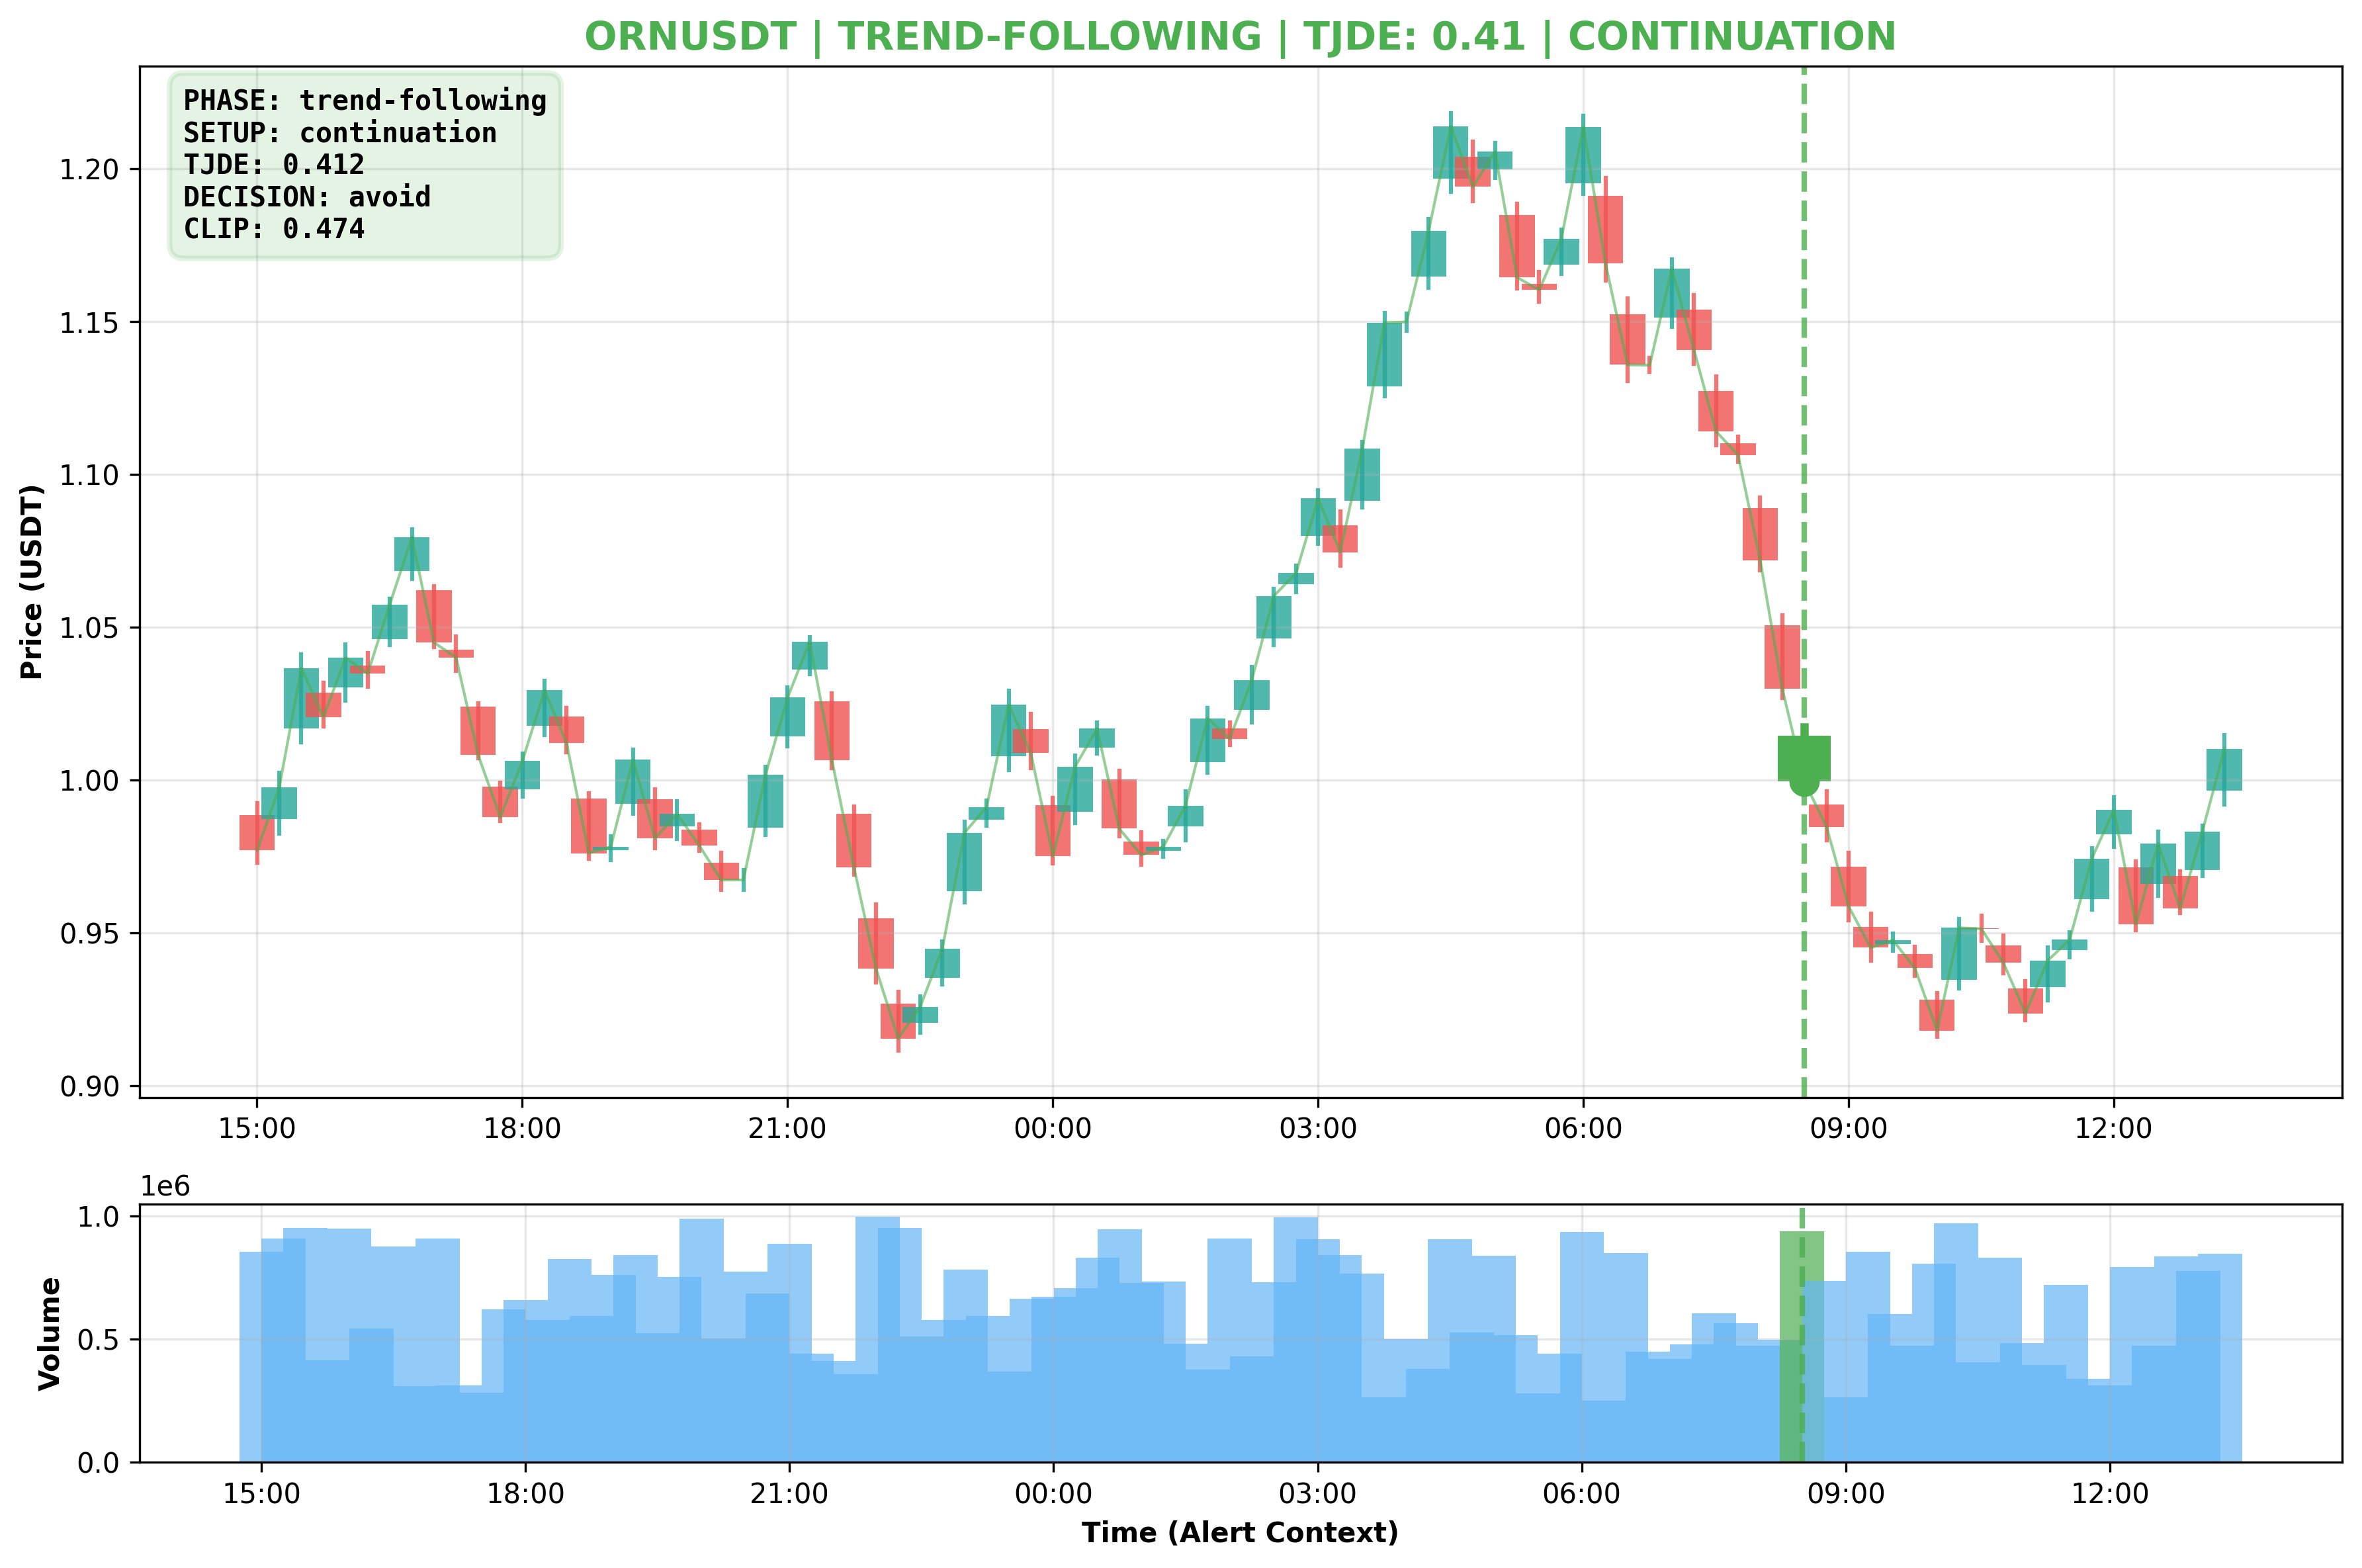 ORNUSDT | TREND-FOLLOWING | TJDE: 0.41 | CONTINUATION
PHASE: trend-following
SETUP: continuation
TJDE: 0.412
DECISION: avoid
CLIP: 0.474
Price (USDT)
1.20
1.15
1.10
1.05
1.00
0.95
0.90
15:00 18:00 21:00 00:00 03:00 06:00 09:00 12:00
1e6
Volume
1.0
0.5
0.0
15:00 18:00 21:00 00:00 03:00 06:00 09:00 12:00
Time (Alert Context)